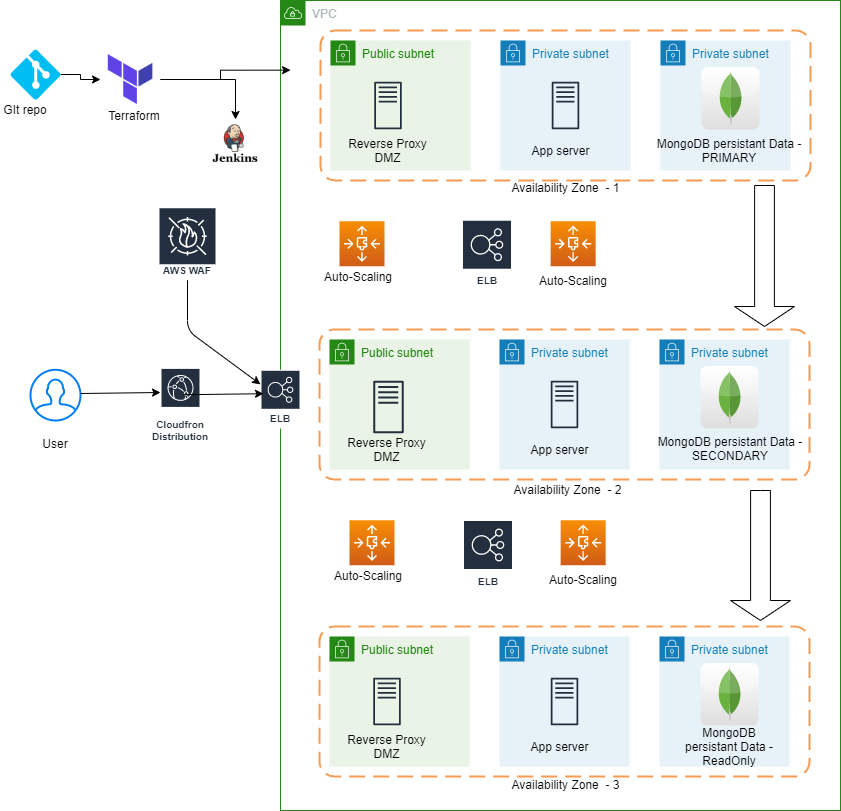 VPC
Public subnet
Private subnet
Private subnet
GIt repo
Terraform
Jenkins
Reverse Proxy
DMZ
App server
MongoDB persistant Data -
PRIMARY
Availability Zone - 1
AWS WAF
Auto-Scaling
ELB
Auto-Scaling
Public subnet
Private subnet
Private subnet
User
Cloudfron
Distribution
ELB
Reverse Proxy
DMZ
App server
MongoDB persistant Data -
SECONDARY
Availability Zone - 2
Auto-Scaling
ELB
Auto-Scaling
Public subnet
Private subnet
Private subnet
Reverse Proxy
DMZ
App server
MongoDB
persistant Data -
ReadOnly
Availability Zone - 3